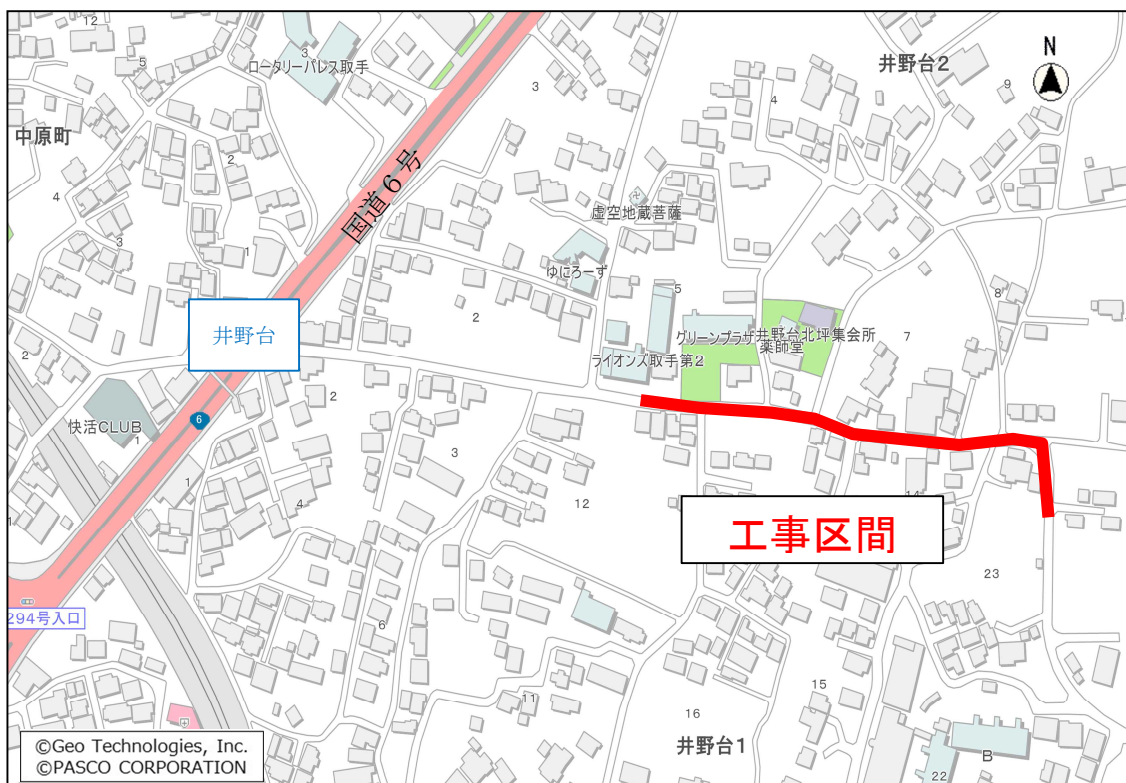 12
5
3
ロータリーパレス取手
3
井野台2
N
9
4
中原町
2
4
国道6号
虚空地蔵菩薩
3
1
ゆにろーず
8
5
井野台
2
グリーンプラザ
井野台北坪集会所
薬師堂
7
2
ライオンズ取手第2
2
6
快活CLUB
1
3
1
14
12
4
工事区間
1
23
294号入口
6
15
11
16
井野台1
B
22
©Geo Technologies, Inc.
©PASCO CORPORATION